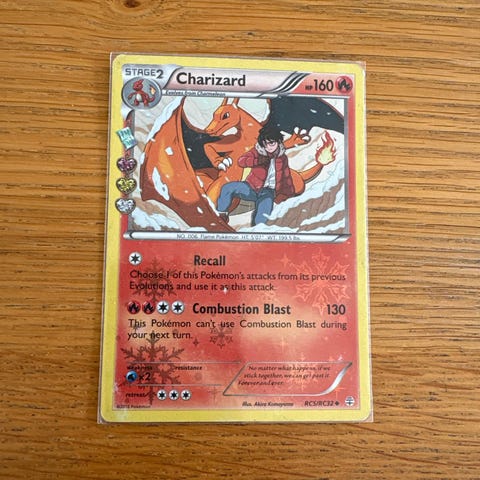 STAGE2
Charizard
HP160
Evolves from Charmeleon
NO. 006 Flame Pokémon HT. 5'07" WT. 199.5 lbs.
Recall
Choose 1 of this Pokémon's attacks from its previous
Evolutions and use it as this attack.
Combustion Blast 130
This Pokémon can't use Combustion Blast during
your next turn.
weakness resistance
×2
retreat
No matter what happens, if we
stick together, we can get past it.
Forever and ever.
©2016 Pokémon
Illus. Akira Komayama
RC5/RC32